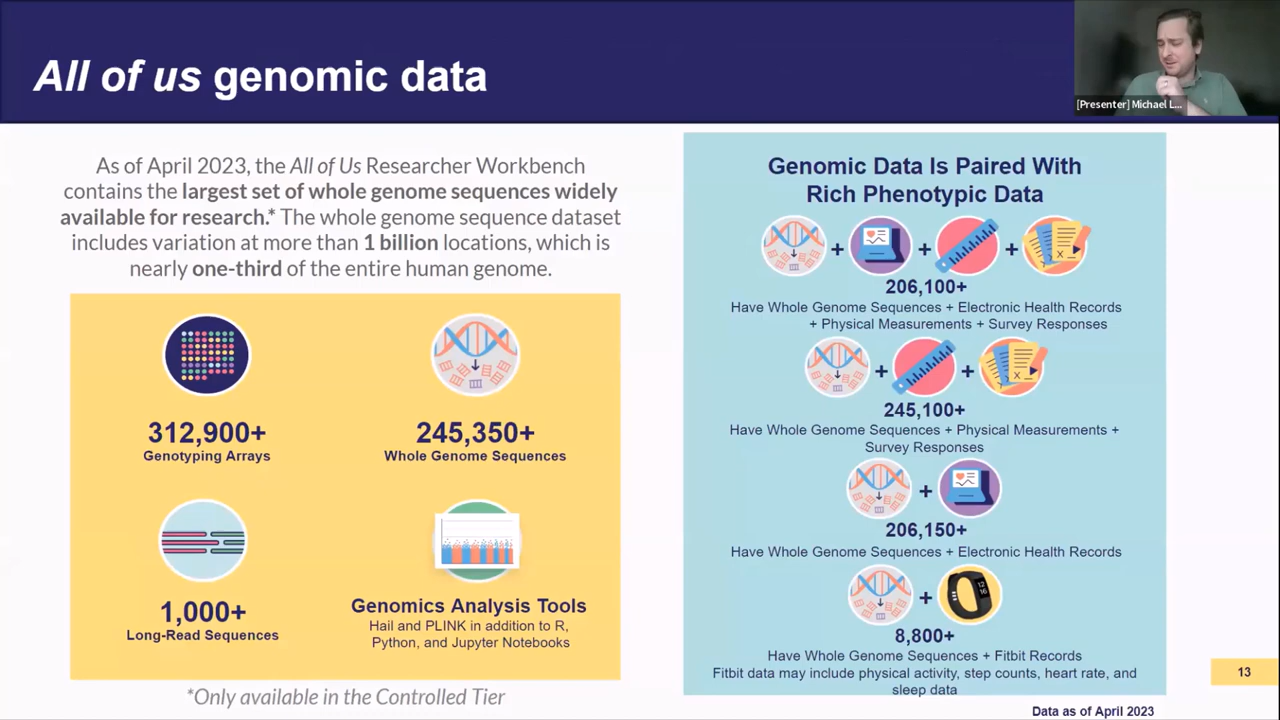 All of us genomic data
[Presenter] Michael L...
As of April 2023, the All of Us Researcher Workbench
contains the largest set of whole genome sequences widely
available for research.* The whole genome sequence dataset
includes variation at more than 1 billion locations, which is
nearly one-third of the entire human genome.
312,900+
Genotyping Arrays
245,350+
Whole Genome Sequences
1,000+
Long-Read Sequences
Genomics Analysis Tools
Hail and PLINK in addition to R,
Python, and Jupyter Notebooks
*Only available in the Controlled Tier
Genomic Data Is Paired With
Rich Phenotypic Data
+ + +
206,100+
Have Whole Genome Sequences + Electronic Health Records
+ Physical Measurements + Survey Responses
+ +
245,100+
Have Whole Genome Sequences + Physical Measurements +
Survey Responses
+
206,150+
Have Whole Genome Sequences + Electronic Health Records
+
12
16
8,800+
Have Whole Genome Sequences + Fitbit Records
Fitbit data may include physical activity, step counts, heart rate, and
sleep data
13
Data as of April 2023